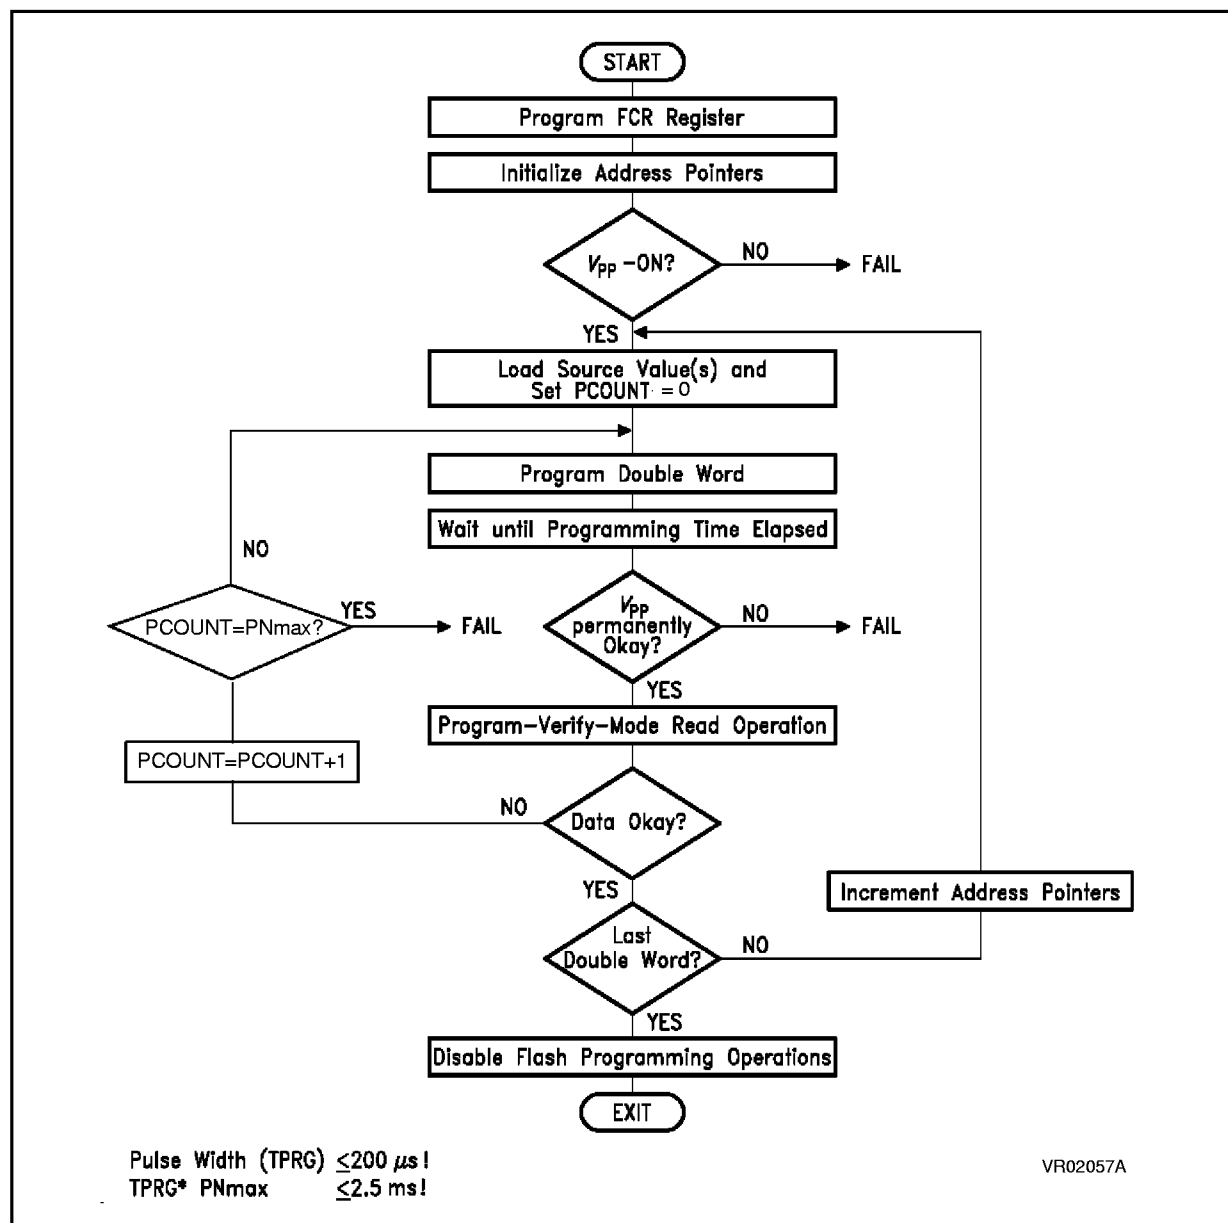 START
Program FCR Register
Initialize Address Pointers
VPP -ON?
NO
FAIL
YES
Load Source Value(s) and
Set PCOUNT = 0
Program Double Word
Wait until Programming Time Elapsed
NO
PCOUNT=PNmax?
YES
FAIL
VPP
permanently
Okay?
NO
FAIL
YES
Program-Verify-Mode Read Operation
PCOUNT=PCOUNT+1
NO
Data Okay?
YES
Increment Address Pointers
Last
Double Word?
NO
YES
Disable Flash Programming Operations
EXIT
Pulse Width (TPRG) ≤200 µs!
TPRG* PNmax ≤2.5 ms!
VR02057A